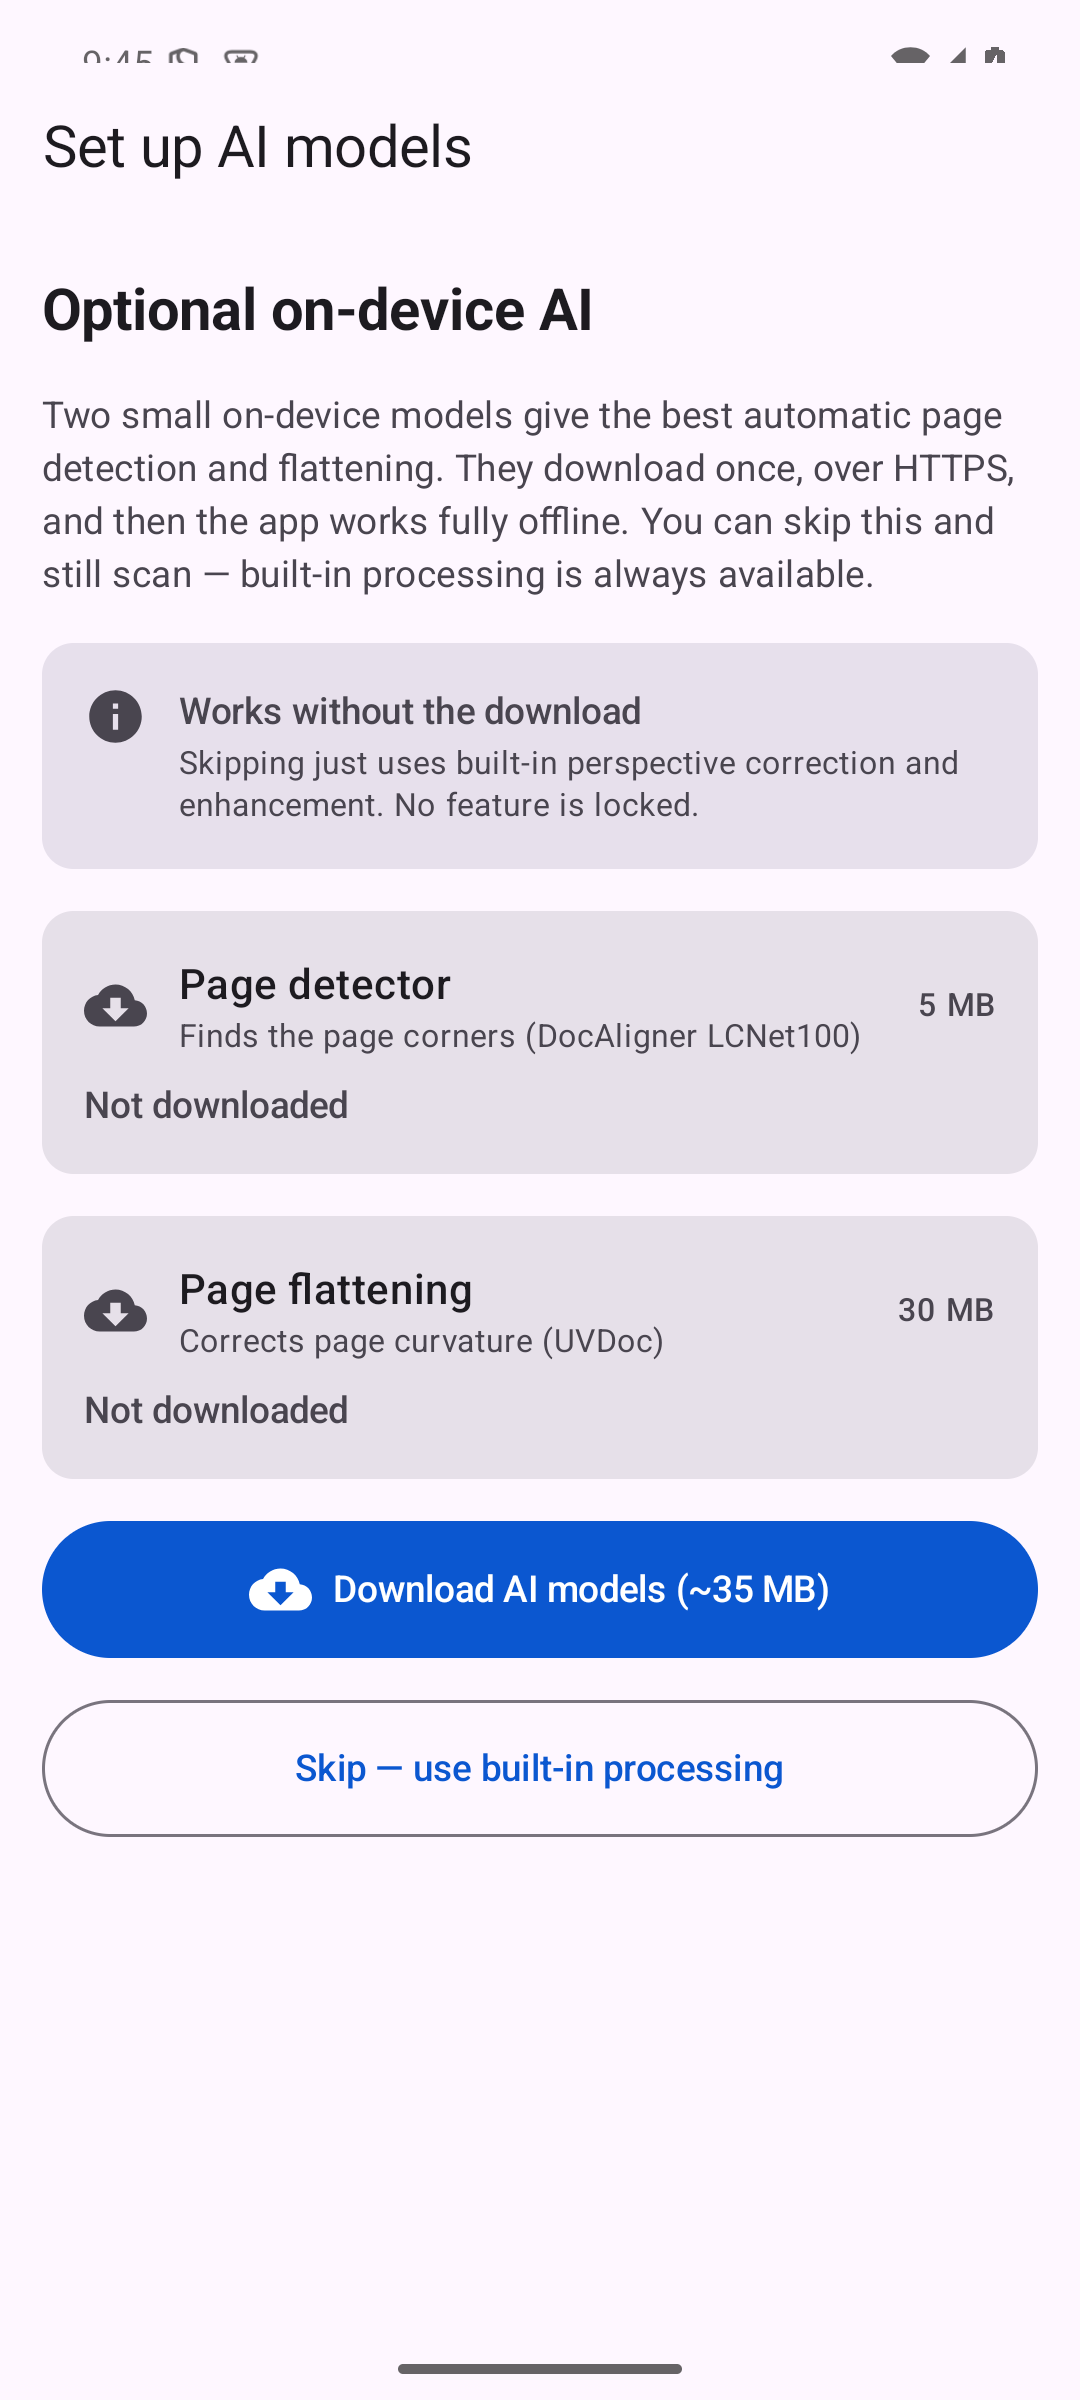 9:45
Set up AI models
Optional on-device AI
Two small on-device models give the best automatic page
detection and flattening. They download once, over HTTPS,
and then the app works fully offline. You can skip this and
still scan — built-in processing is always available.
Works without the download
Skipping just uses built-in perspective correction and
enhancement. No feature is locked.
Page detector
5 MB
Finds the page corners (DocAligner LCNet100)
Not downloaded
Page flattening
30 MB
Corrects page curvature (UVDoc)
Not downloaded
Download AI models (~35 MB)
Skip — use built-in processing